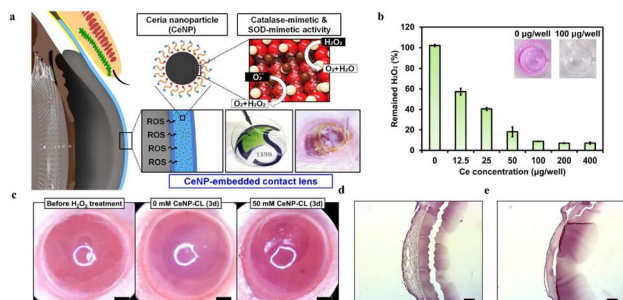 a
Ceria nanoparticle
(CeNP)
Catalase-mimetic &
SOD-mimetic activity
H₂O₂
O₂+H₂O
O₂+H₂O₂
ROS
ROS
ROS
ROS
CeNP-embedded contact lens
b
0 μg/well
100 μg/well
Remained H₂O₂ (%)
120
100
80
60
40
20
0
0
12.5
25
50
100
200
400
Ce concentration (μg/well)
c
Before H₂O₂ treatment
0 mM CeNP-CL (3d)
50 mM CeNP-CL (3d)
d
e